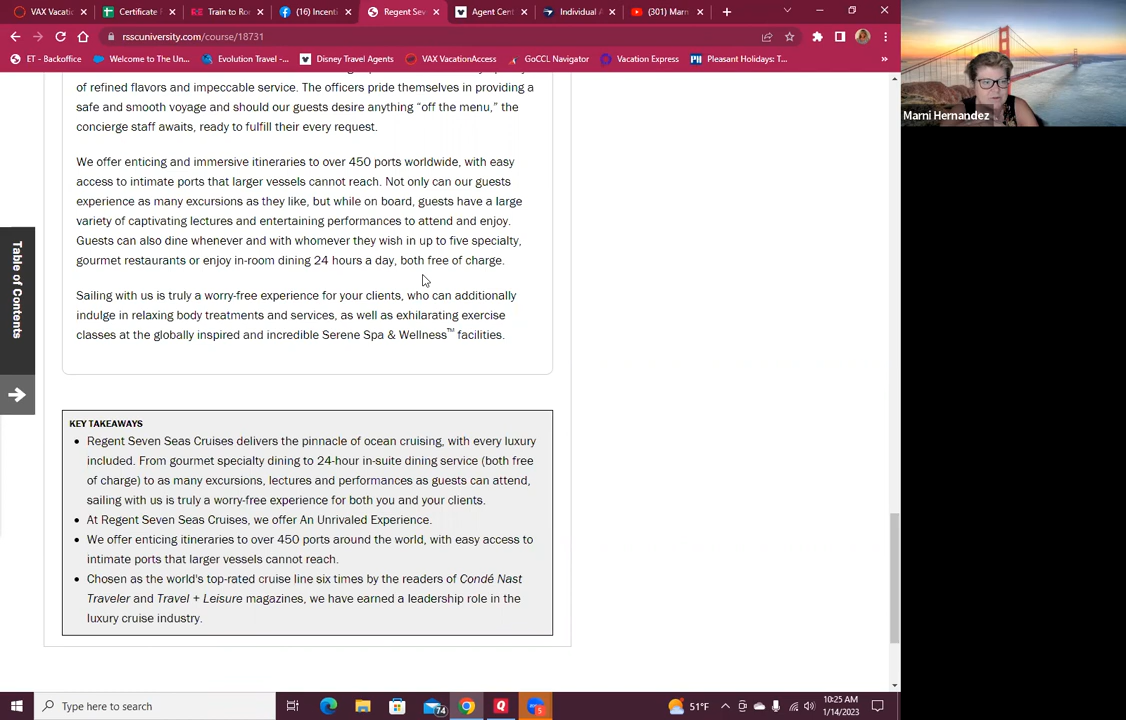 VAX Vacati
Certificate F
Train to Ro
(16) Incenti
Regent Sev
Agent Cent
Individual A
(301) Marn
rsscuniversity.com/course/18731
ET - Backoffice
Welcome to The Un...
Evolution Travel -...
Disney Travel Agents
VAX VacationAccess
GoCCL Navigator
Vacation Express
Pleasant Holidays: T...
of refined flavors and impeccable service. The officers pride themselves in providing a
safe and smooth voyage and should our guests desire anything “off the menu,” the
concierge staff awaits, ready to fulfill their every request.
We offer enticing and immersive itineraries to over 450 ports worldwide, with easy
access to intimate ports that larger vessels cannot reach. Not only can our guests
experience as many excursions as they like, but while on board, guests have a large
variety of captivating lectures and entertaining performances to attend and enjoy.
Guests can also dine whenever and with whomever they wish in up to five specialty,
gourmet restaurants or enjoy in-room dining 24 hours a day, both free of charge.
Sailing with us is truly a worry-free experience for your clients, who can additionally
indulge in relaxing body treatments and services, as well as exhilarating exercise
classes at the globally inspired and incredible Serene Spa & Wellness™ facilities.
Table of Contents
KEY TAKEAWAYS
• Regent Seven Seas Cruises delivers the pinnacle of ocean cruising, with every luxury
included. From gourmet specialty dining to 24-hour in-suite dining service (both free
of charge) to as many excursions, lectures and performances as guests can attend,
sailing with us is truly a worry-free experience for both you and your clients.
• At Regent Seven Seas Cruises, we offer An Unrivaled Experience.
• We offer enticing itineraries to over 450 ports around the world, with easy access to
intimate ports that larger vessels cannot reach.
• Chosen as the world's top-rated cruise line six times by the readers of Condé Nast
Traveler and Travel + Leisure magazines, we have earned a leadership role in the
luxury cruise industry.
Marni Hernandez
Type here to search
74
5
51°F
10:25 AM
1/14/2023